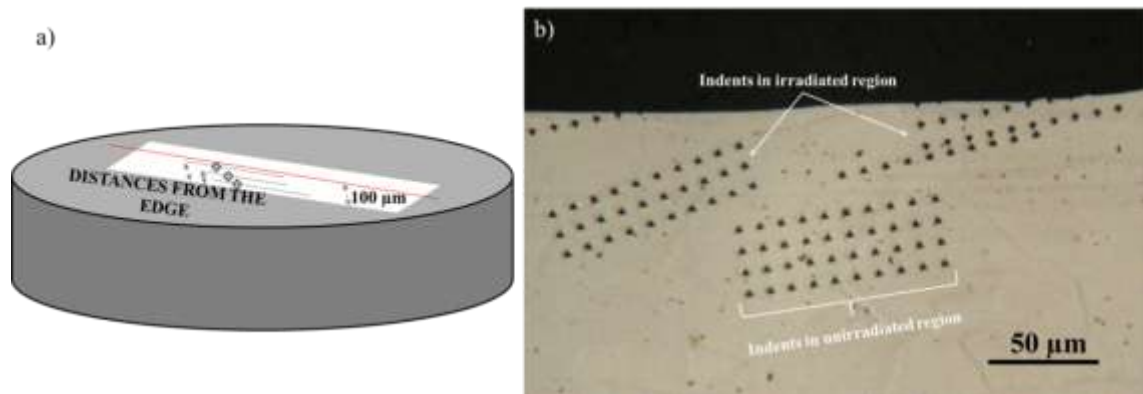 a)
DISTANCES FROM THE
EDGE
100 µm
b)
Indents in irradiated region
Indents in unirradiated region
50 µm